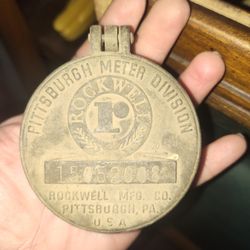 PITTSBURGH METER DIVISION
ROCKWELL
r
ROCKWELL MFG. CO.
PITTSBURGH, PA.
U S A